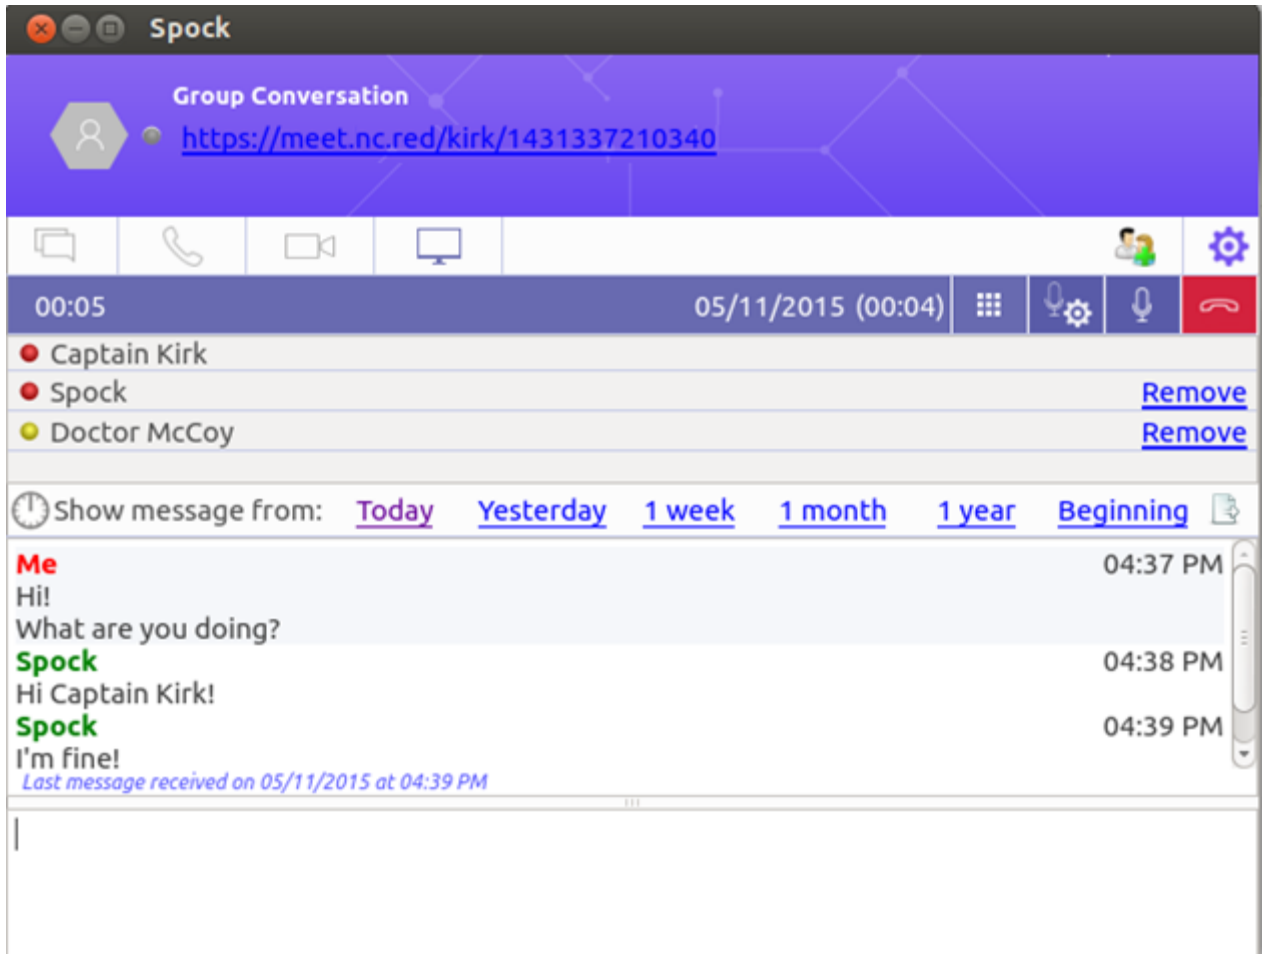 Spock
Group Conversation
https://meet.nc.red/kirk/1431337210340
00:05 05/11/2015 (00:04)
Captain Kirk
Spock Remove
Doctor McCoy Remove
Show message from: Today Yesterday 1 week 1 month 1 year Beginning
Me 04:37 PM
Hi!
What are you doing?
Spock 04:38 PM
Hi Captain Kirk!
Spock 04:39 PM
I'm fine!
Last message received on 05/11/2015 at 04:39 PM